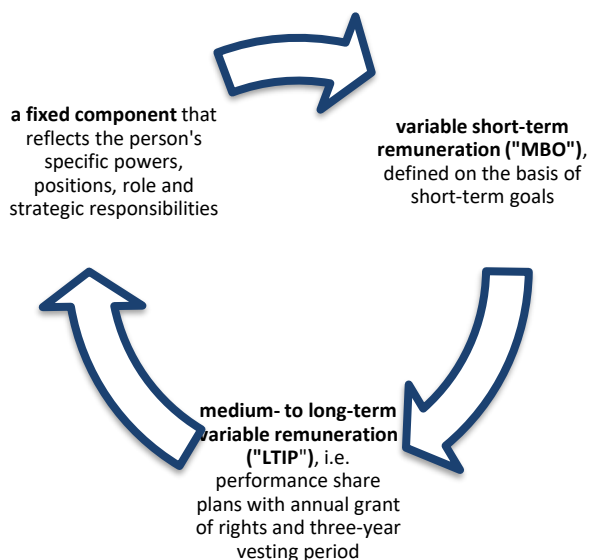 a fixed component that
reflects the person's
specific powers,
positions, role and
strategic responsibilities
variable short-term
remuneration ("MBO"),
defined on the basis of
short-term goals
medium- to long-term
variable remuneration
("LTIP"), i.e.
performance share
plans with annual grant
of rights and three-year
vesting period